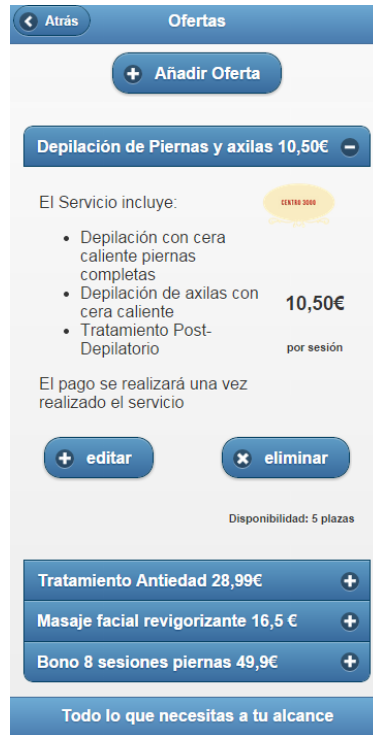 Atrás
Ofertas
Añadir Oferta
Depilación de Piernas y axilas 10,50€
El Servicio incluye:
CENTRO 3000
• Depilación con cera
caliente piernas
completas
• Depilación de axilas con
cera caliente
• Tratamiento Post-
Depilatorio
10,50€
por sesión
El pago se realizará una vez
realizado el servicio
editar
eliminar
Disponibilidad: 5 plazas
Tratamiento Antiedad 28,99€
Masaje facial revigorizante 16,5 €
Bono 8 sesiones piernas 49,9€
Todo lo que necesitas a tu alcance